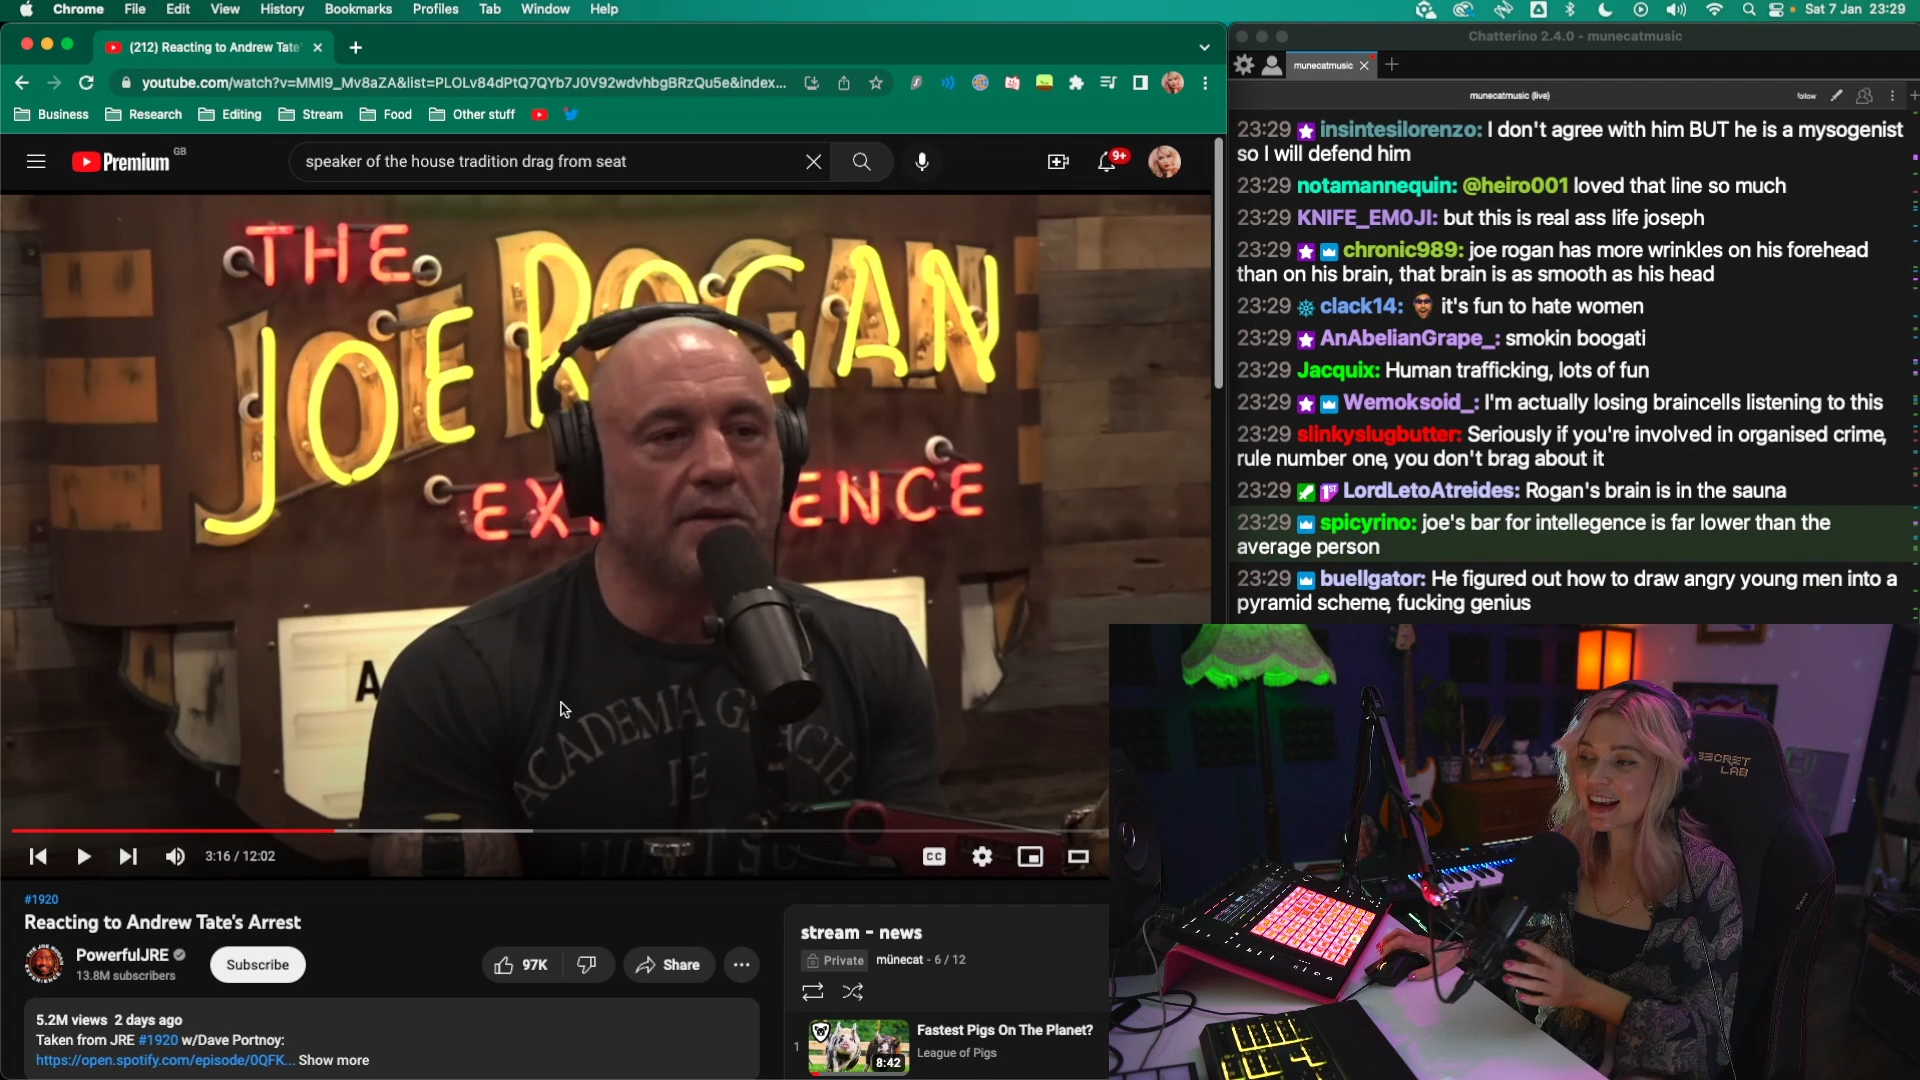 Chrome File Edit View History Bookmarks Profiles Tab Window Help
Sat 7 Jan 23:29
(212) Reacting to Andrew Tate'
youtube.com/watch?v=MMI9_Mv8aZA&list=PLOLv84dPtQ7QYb7J0V92wdvhbgBRzQu5e&index...
Business Research Editing Stream Food Other stuff
Premium GB
speaker of the house tradition drag from seat
9+
THE
JOE ROGAN
EX ENCE
A
ACADEMIA GRACIE
DE
3:16 / 12:02
CC
#1920
Reacting to Andrew Tate's Arrest
PowerfulJRE
13.8M subscribers
Subscribe
97K
Share
5.2M views 2 days ago
Taken from JRE #1920 w/Dave Portnoy:
https://open.spotify.com/episode/0QFK... Show more
stream - news
Private münecat - 6 / 12
1
8:42
Fastest Pigs On The Planet?
League of Pigs
Chatterino 2.4.0 - munecatmusic
munecatmusic
munecatmusic (live)
follow
23:29 insintesilorenzo: I don't agree with him BUT he is a mysogenist
so I will defend him
23:29 notamannequin: @heiro001 loved that line so much
23:29 KNIFE_EM0JI: but this is real ass life joseph
23:29 chronic989: joe rogan has more wrinkles on his forehead
than on his brain, that brain is as smooth as his head
23:29 clack14: it's fun to hate women
23:29 AnAbelianGrape_: smokin boogati
23:29 Jacquix: Human trafficking, lots of fun
23:29 Wemoksoid_: I'm actually losing braincells listening to this
23:29 slinkyslugbutter: Seriously if you're involved in organised crime,
rule number one, you don't brag about it
23:29 1ST LordLetoAtreides: Rogan's brain is in the sauna
23:29 spicyrino: joe's bar for intellegence is far lower than the
average person
23:29 buellgator: He figured out how to draw angry young men into a
pyramid scheme, fucking genius
SECRET
LAB